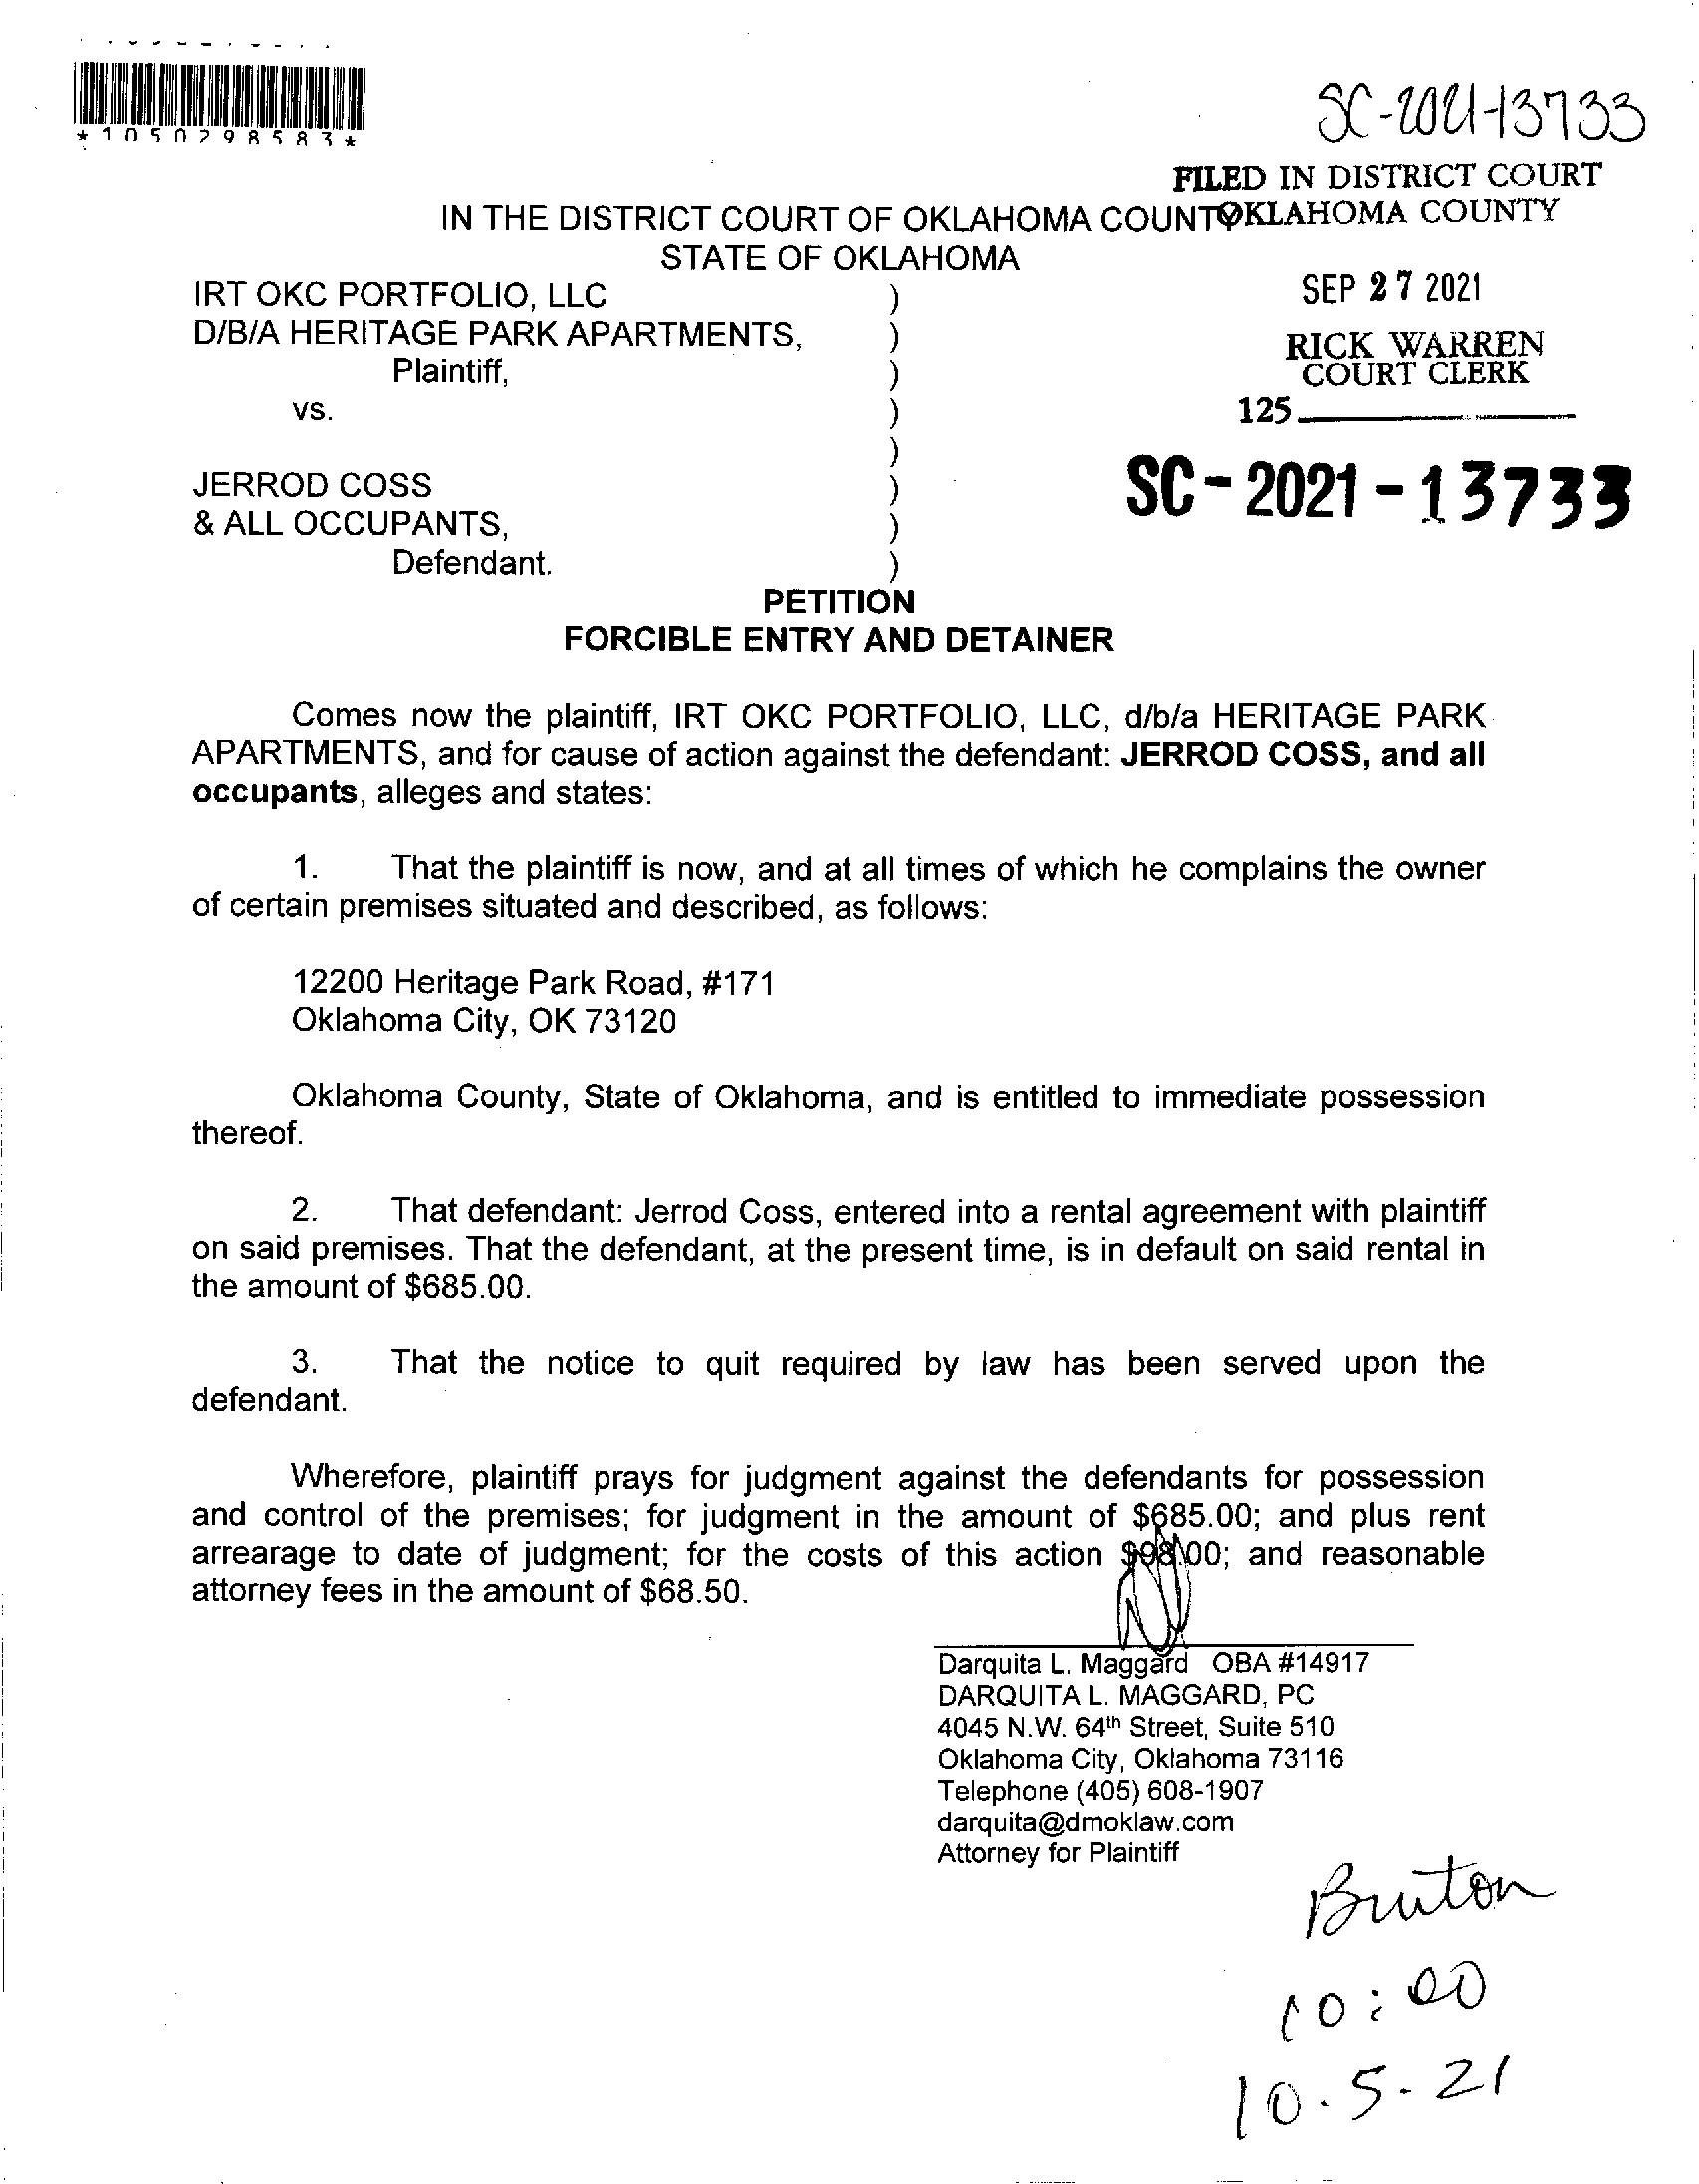 *1050298583*
SC-2021-13733
FILED IN DISTRICT COURT
OKLAHOMA COUNTY
IN THE DISTRICT COURT OF OKLAHOMA COUNTY
STATE OF OKLAHOMA
SEP 27 2021
RICK WARREN
COURT CLERK
125
SC-2021-13733
IRT OKC PORTFOLIO, LLC )
D/B/A HERITAGE PARK APARTMENTS, )
Plaintiff, )
vs. )
)
JERROD COSS )
& ALL OCCUPANTS, )
Defendant. )
PETITION
FORCIBLE ENTRY AND DETAINER
Comes now the plaintiff, IRT OKC PORTFOLIO, LLC, d/b/a HERITAGE PARK
APARTMENTS, and for cause of action against the defendant: JERROD COSS, and all
occupants, alleges and states:
1. That the plaintiff is now, and at all times of which he complains the owner
of certain premises situated and described, as follows:
12200 Heritage Park Road, #171
Oklahoma City, OK 73120
Oklahoma County, State of Oklahoma, and is entitled to immediate possession
thereof.
2. That defendant: Jerrod Coss, entered into a rental agreement with plaintiff
on said premises. That the defendant, at the present time, is in default on said rental in
the amount of $685.00.
3. That the notice to quit required by law has been served upon the
defendant.
Wherefore, plaintiff prays for judgment against the defendants for possession
and control of the premises; for judgment in the amount of $685.00; and plus rent
arrearage to date of judgment; for the costs of this action $98.00; and reasonable
attorney fees in the amount of $68.50.
Darquita L. Maggard OBA #14917
DARQUITA L. MAGGARD, PC
4045 N.W. 64th Street, Suite 510
Oklahoma City, Oklahoma 73116
Telephone (405) 608-1907
darquita@dmoklaw.com
Attorney for Plaintiff
Bruton
10:00
10.5.21